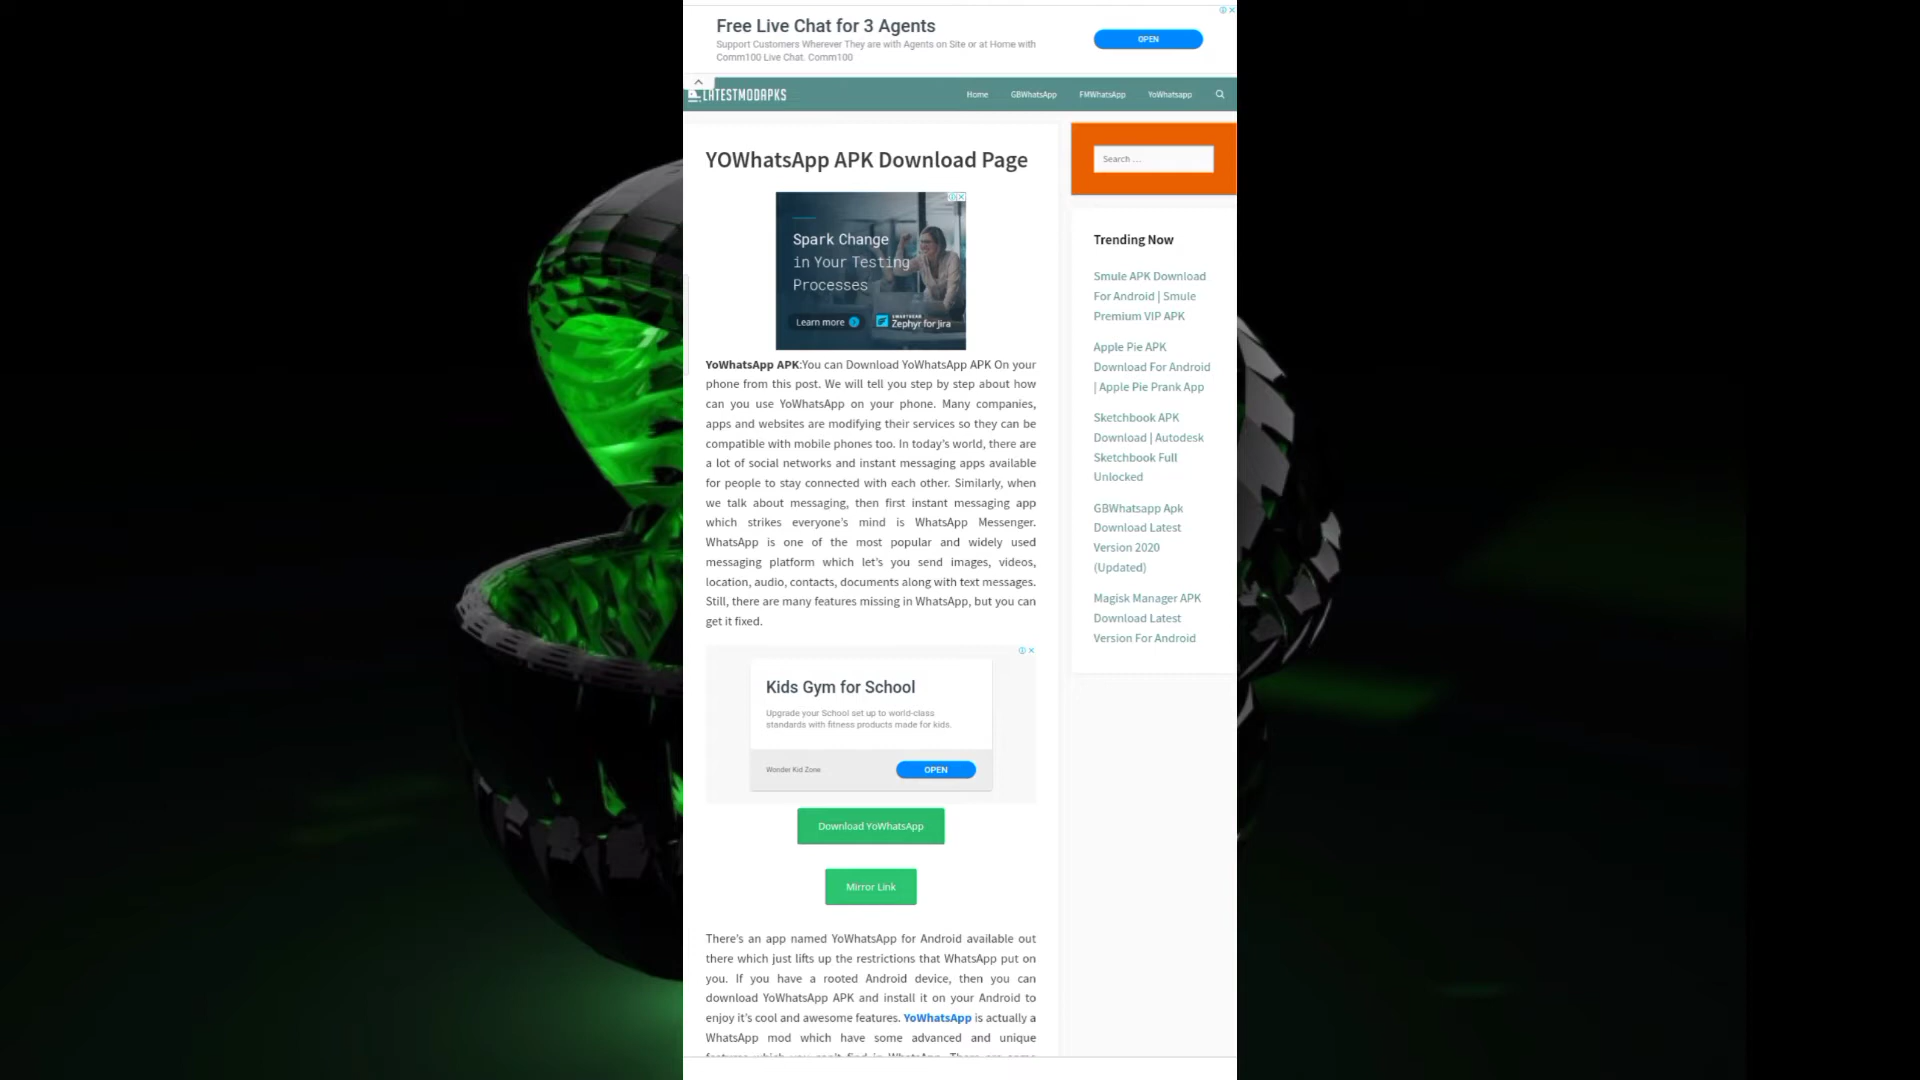 Free Live Chat for 3 Agents
Support Customers Wherever They are with Agents on Site or at Home with
Comm100 Live Chat. Comm100
OPEN
LATESTMODAPKS
Home GBWhatsApp FMWhatsApp YoWhatsapp
YOWhatsApp APK Download Page
Spark Change
in Your Testing
Processes
Learn more
SMARTBEAR
Zephyr for Jira
YoWhatsApp APK:You can Download YoWhatsApp APK On your
phone from this post. We will tell you step by step about how
can you use YoWhatsApp on your phone. Many companies,
apps and websites are modifying their services so they can be
compatible with mobile phones too. In today's world, there are
a lot of social networks and instant messaging apps available
for people to stay connected with each other. Similarly, when
we talk about messaging, then first instant messaging app
which strikes everyone's mind is WhatsApp Messenger.
WhatsApp is one of the most popular and widely used
messaging platform which let's you send images, videos,
location, audio, contacts, documents along with text messages.
Still, there are many features missing in WhatsApp, but you can
get it fixed.
Kids Gym for School
Upgrade your School set up to world-class
standards with fitness products made for kids.
Wonder Kid Zone
OPEN
Download YoWhatsApp
Mirror Link
There's an app named YoWhatsApp for Android available out
there which just lifts up the restrictions that WhatsApp put on
you. If you have a rooted Android device, then you can
download YoWhatsApp APK and install it on your Android to
enjoy it's cool and awesome features. YoWhatsApp is actually a
WhatsApp mod which have some advanced and unique
features which you can't find in WhatsApp. There are some
Search ...
Trending Now
Smule APK Download
For Android | Smule
Premium VIP APK
Apple Pie APK
Download For Android
| Apple Pie Prank App
Sketchbook APK
Download | Autodesk
Sketchbook Full
Unlocked
GBWhatsapp Apk
Download Latest
Version 2020
(Updated)
Magisk Manager APK
Download Latest
Version For Android